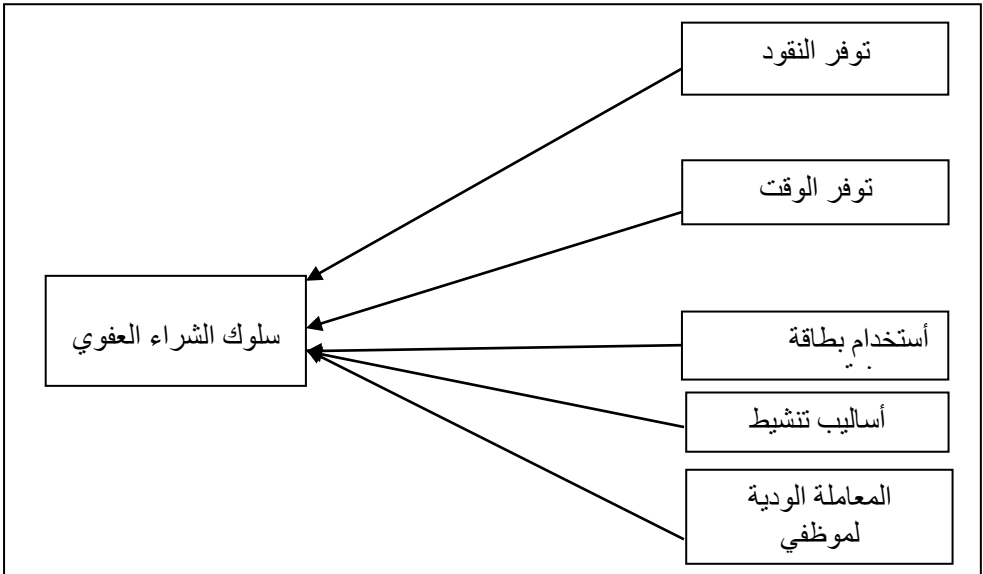 توفر النقود
توفر الوقت
سلوك الشراء العفوي
أستخدام بطاقة
أساليب تنشيط
المعاملة الودية
لموظفي